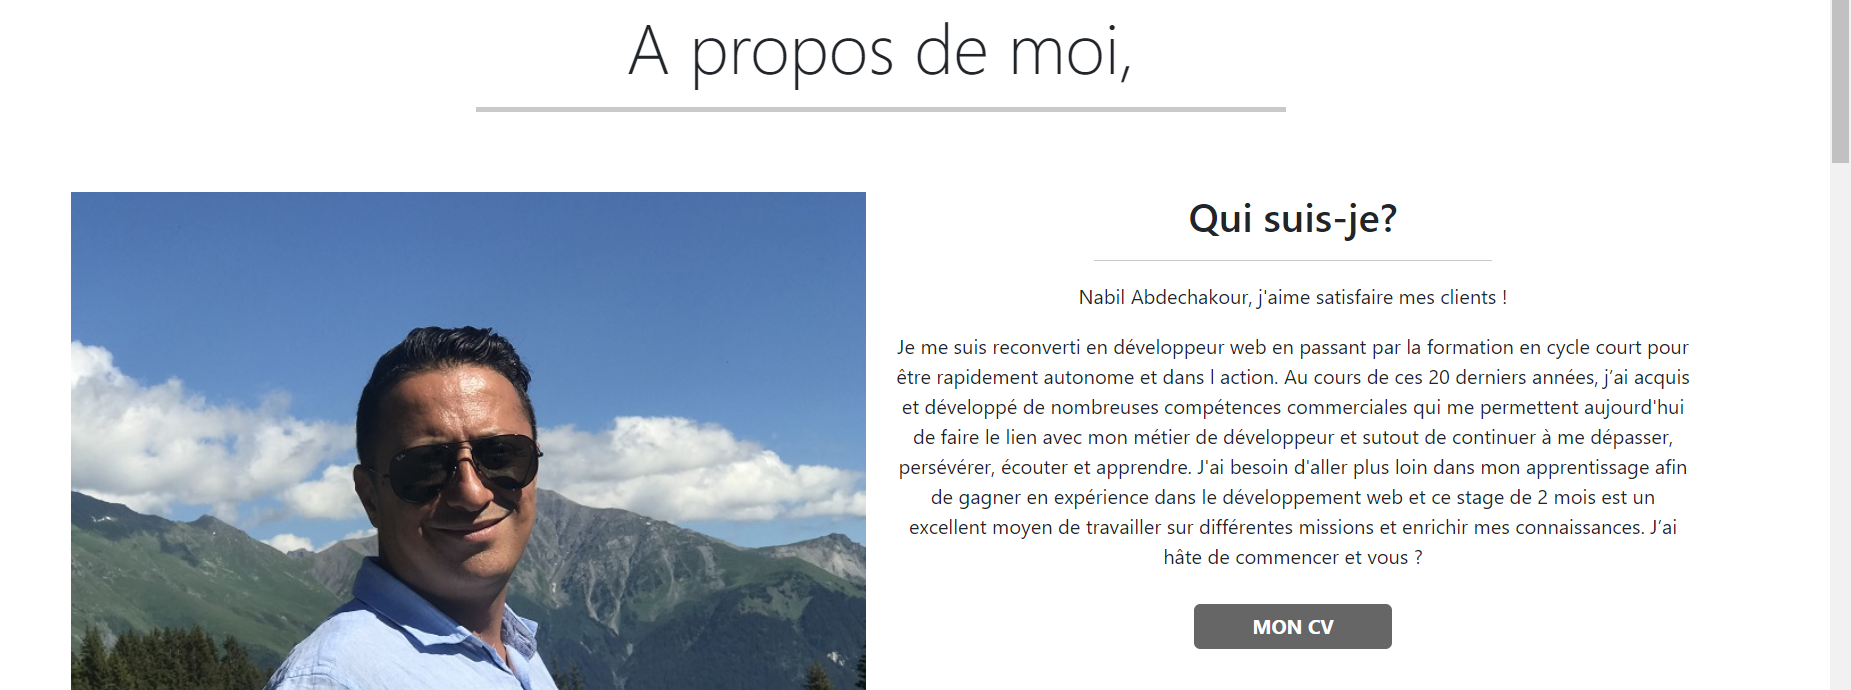 A propos de moi,
Qui suis-je?
Nabil Abdechakour, j'aime satisfaire mes clients !
Je me suis reconverti en développeur web en passant par la formation en cycle court pour
être rapidement autonome et dans l action. Au cours de ces 20 derniers années, j’ai acquis
et développé de nombreuses compétences commerciales qui me permettent aujourd'hui
de faire le lien avec mon métier de développeur et sutout de continuer à me dépasser,
persévérer, écouter et apprendre. J'ai besoin d'aller plus loin dans mon apprentissage afin
de gagner en expérience dans le développement web et ce stage de 2 mois est un
excellent moyen de travailler sur différentes missions et enrichir mes connaissances. J’ai
hâte de commencer et vous ?
MON CV